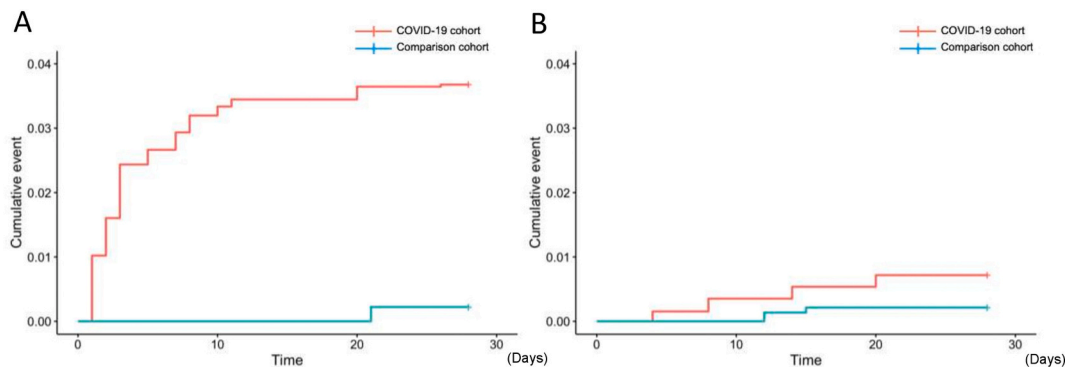 A
COVID-19 cohort
Comparison cohort
0.04
0.03
0.02
0.01
0.00
Cumulative event
0
20
30
Time
(Days)
B
COVID-19 cohort
Comparison cohort
0.04
0.03
0.02
0.01
0.00
Cumulative event
0
10
20
30
Time
(Days)